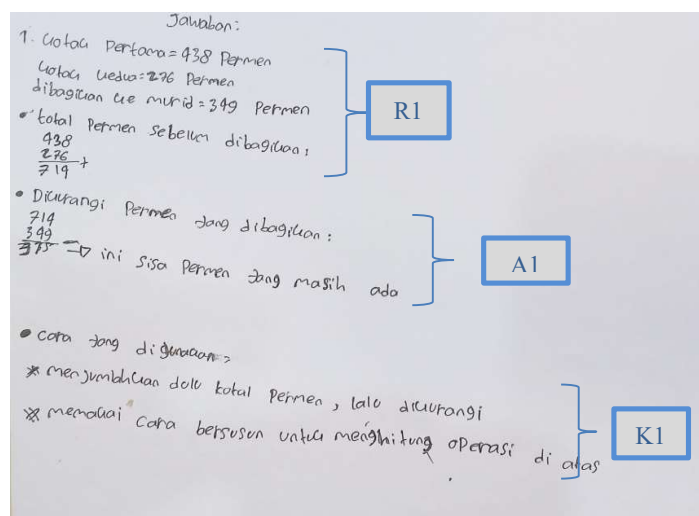 Jawaban:
1. Kotak Pertama = 438 Permen
Kotak Kedua = 276 Permen
dibagikan ke murid = 349 Permen
R1
• total Permen sebelum dibagikan:
438
276 +
714
• Dikurangi Permen yang dibagikan:
714
349 -
375 ini sisa Permen yang masih ada
A1
• Cara yang digunakan:
* menjumlhkan dolu total Permen, lalu dikurangi
* memakai cara bersusun untuk menghitung operasi di atas
K1